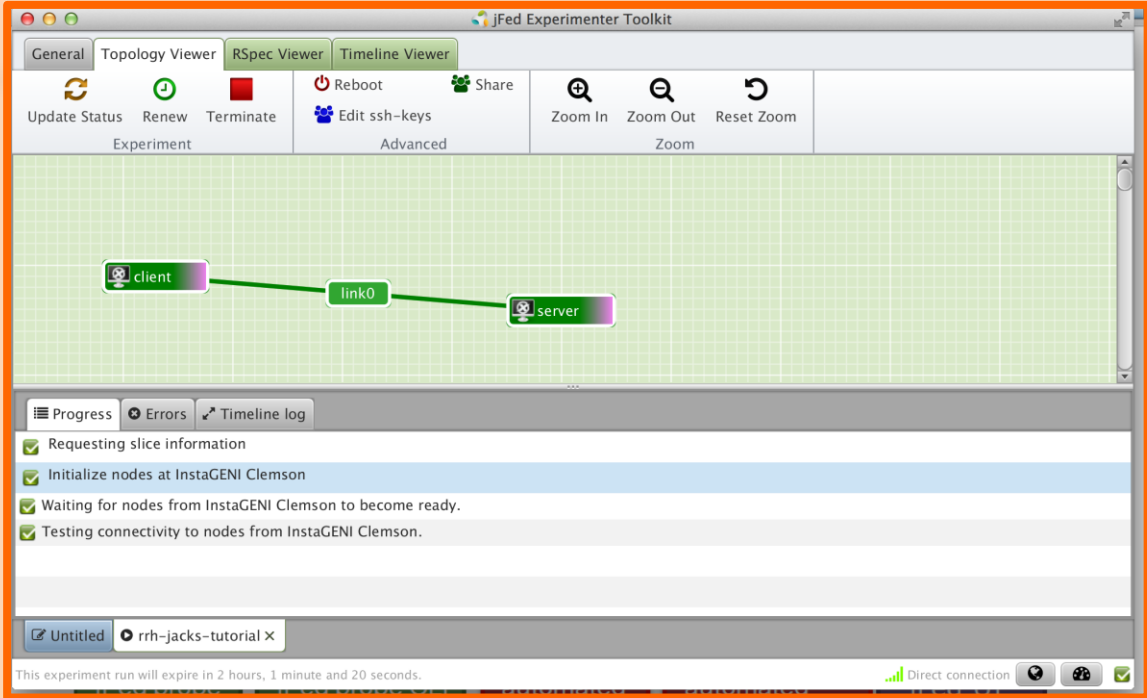 jFed Experimenter Toolkit
General Topology Viewer RSpec Viewer Timeline Viewer
Reboot Share
Update Status Renew Terminate Edit ssh-keys Zoom In Zoom Out Reset Zoom
Experiment Advanced Zoom
client
link0
server
Progress Errors Timeline log
Requesting slice information
Initialize nodes at InstaGENI Clemson
Waiting for nodes from InstaGENI Clemson to become ready.
Testing connectivity to nodes from InstaGENI Clemson.
Untitled rrh-jacks-tutorial
This experiment run will expire in 2 hours, 1 minute and 20 seconds. Direct connection